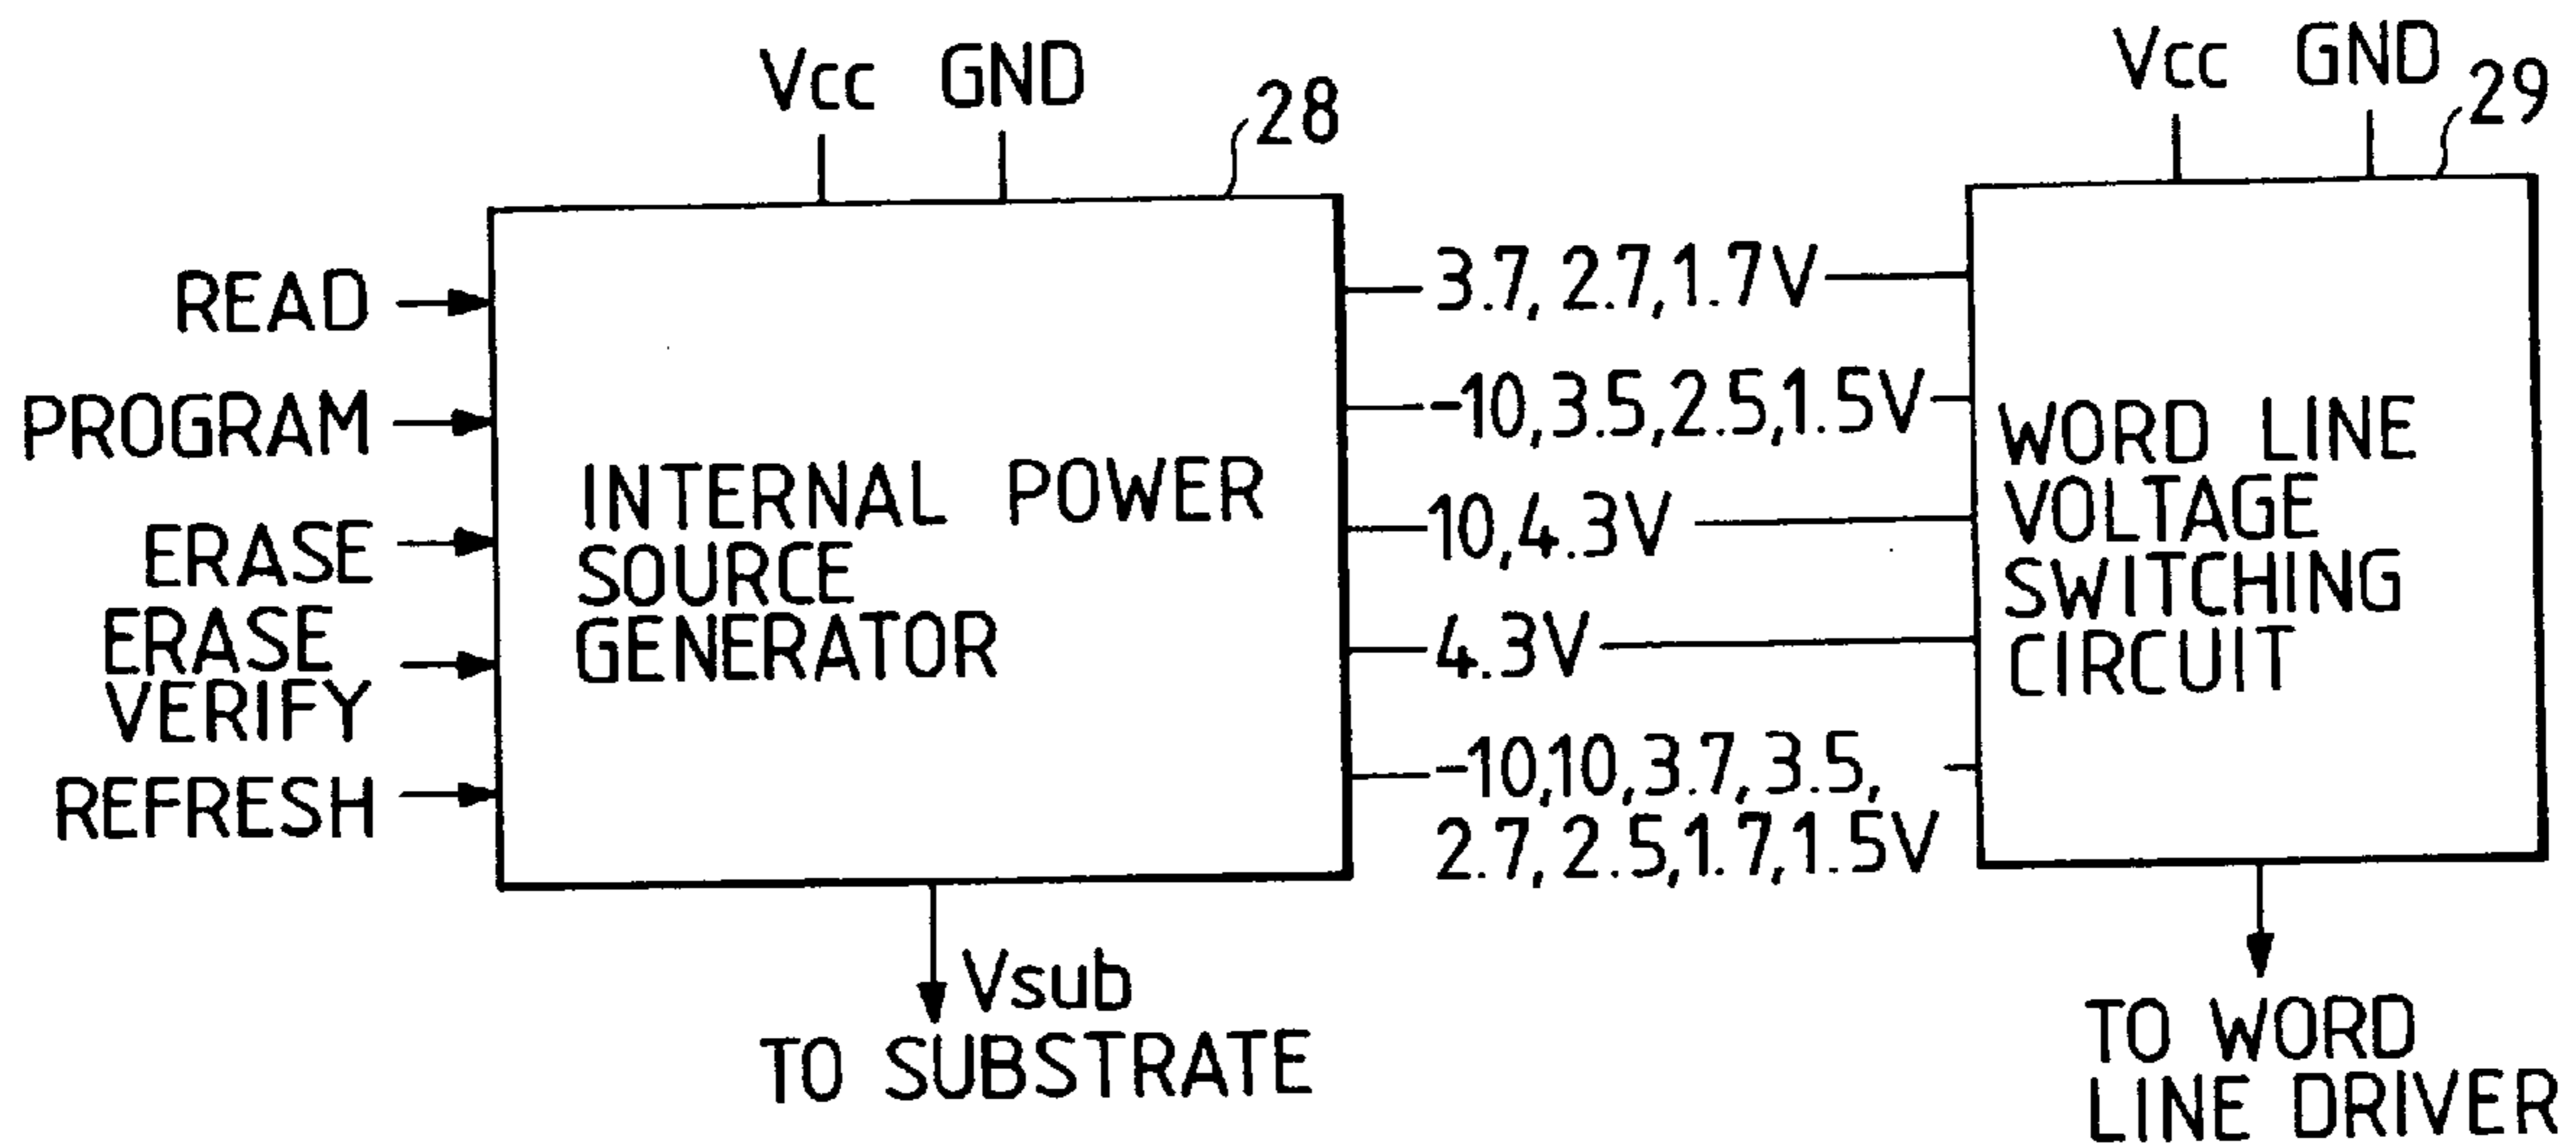 Vcc GND 28
Vcc GND 29
READ
PROGRAM
ERASE
ERASE
VERIFY
REFRESH
INTERNAL POWER
SOURCE
GENERATOR
3.7, 2.7, 1.7V
-10, 3.5, 2.5, 1.5V
10, 4.3V
4.3V
-10, 10, 3.7, 3.5,
2.7, 2.5, 1.7, 1.5V
WORD LINE
VOLTAGE
SWITCHING
CIRCUIT
Vsub
TO SUBSTRATE
TO WORD
LINE DRIVER